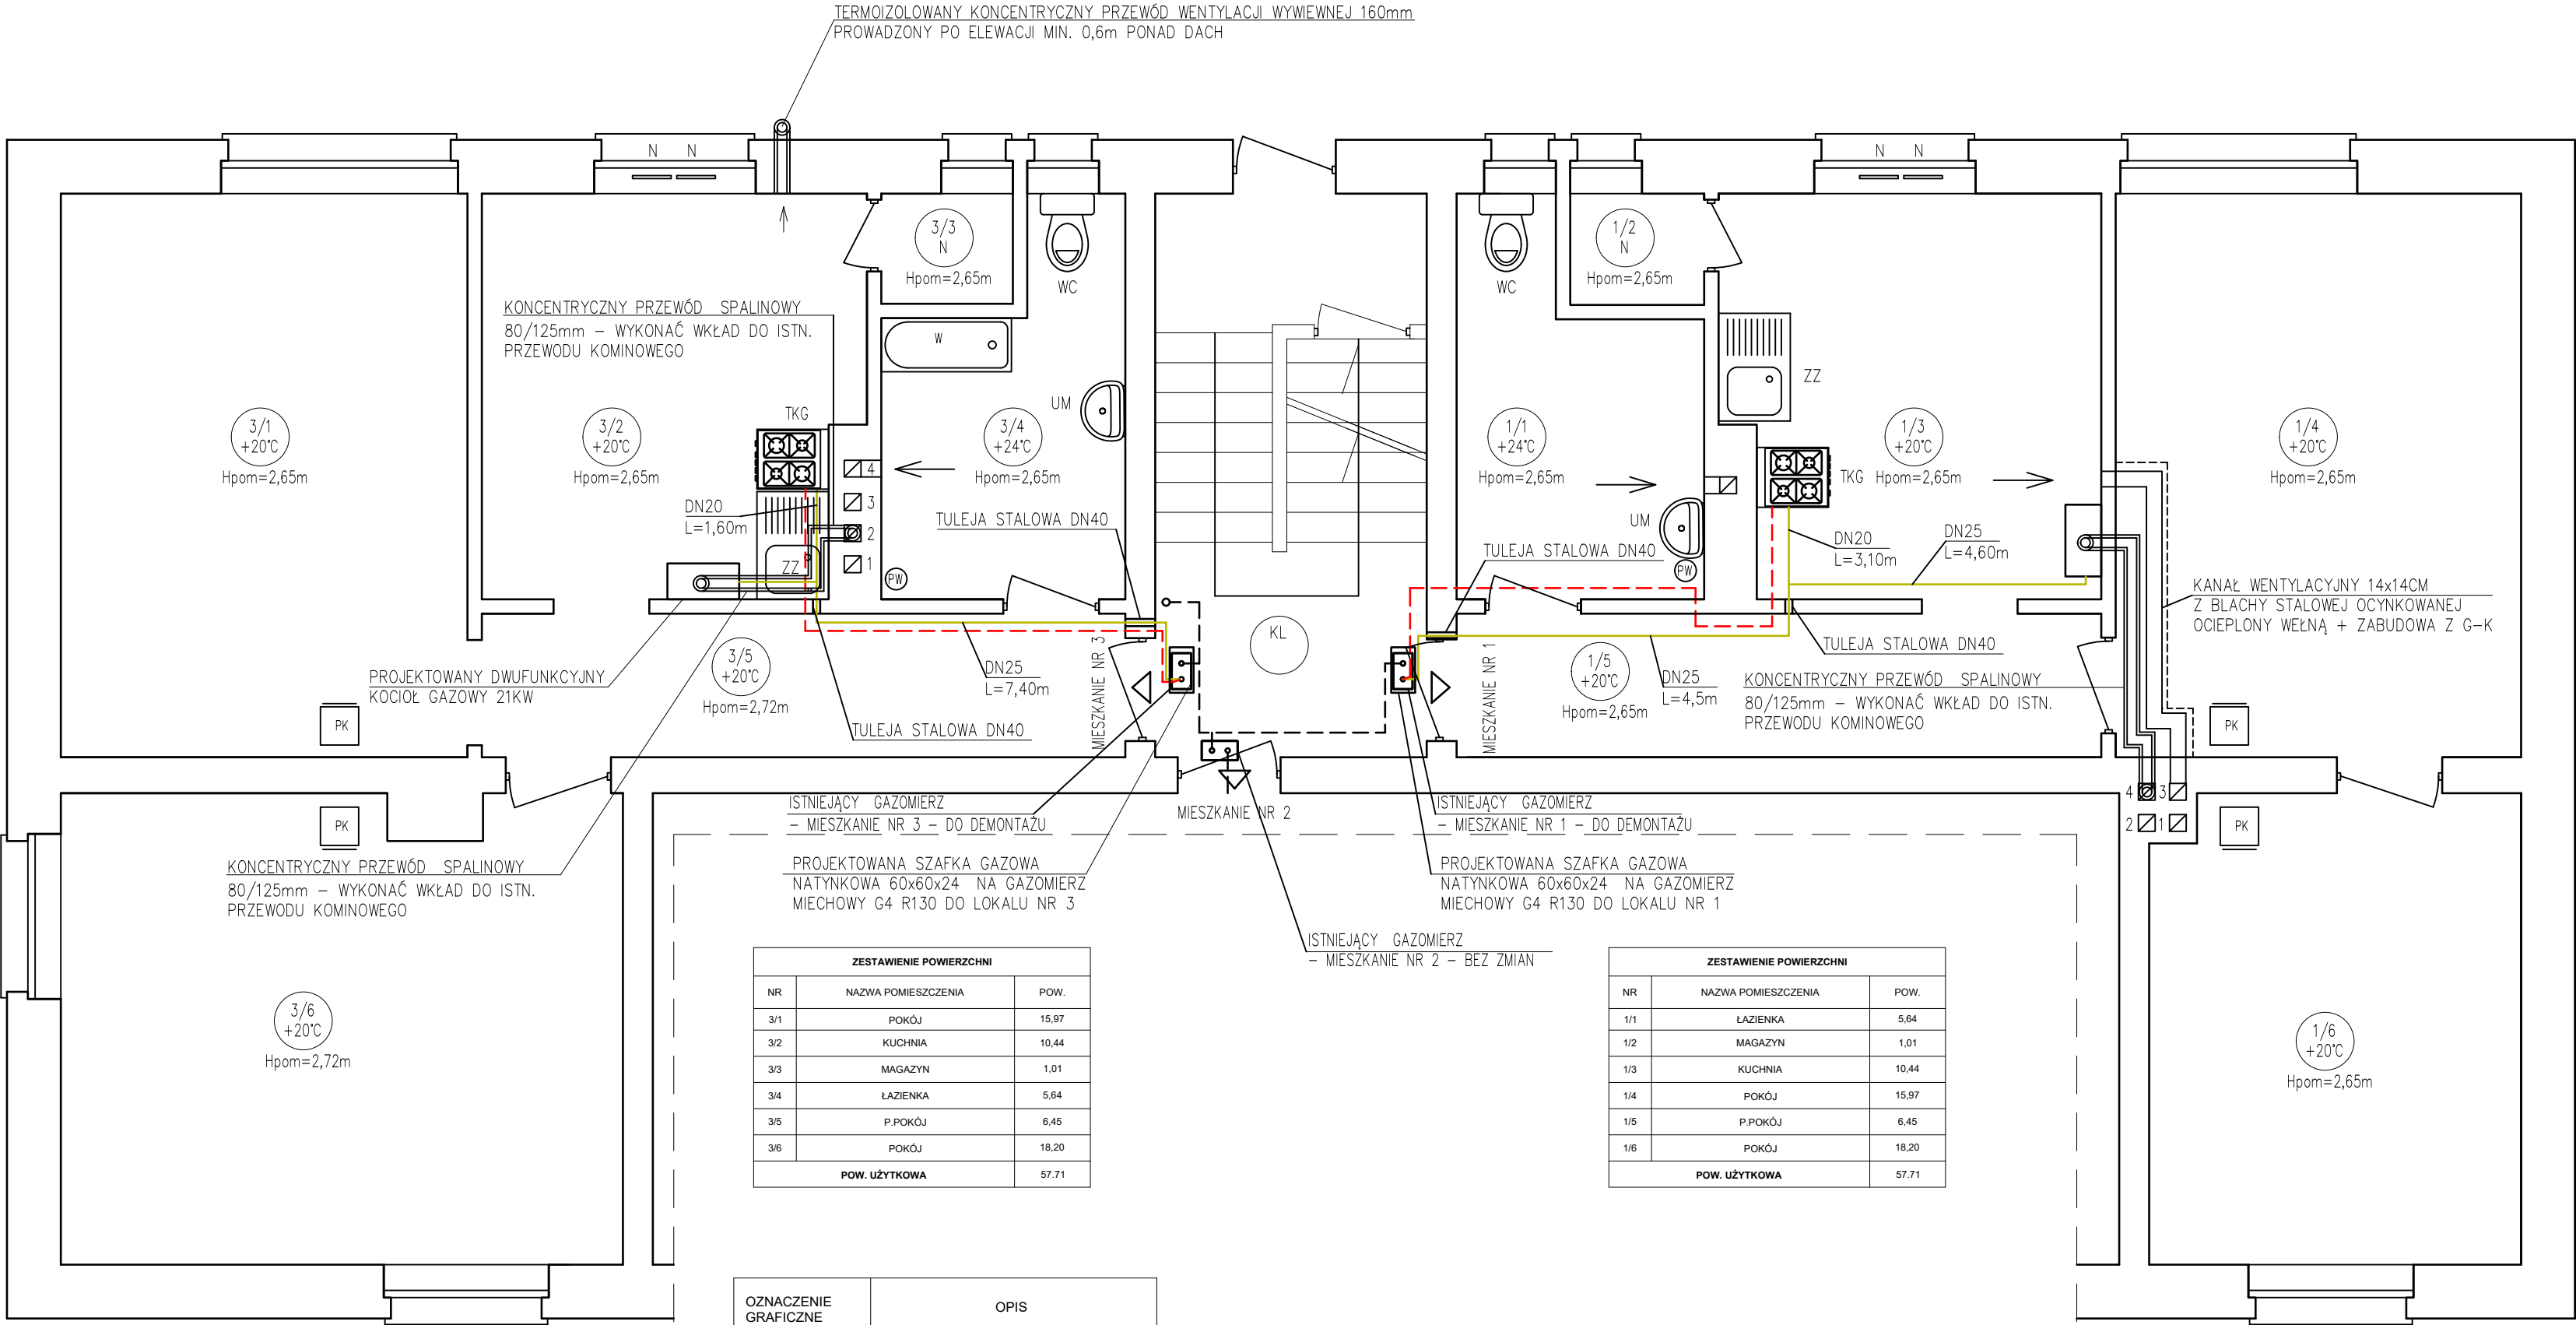 TERMOIZOLOWANY KONCENTRYCZNY PRZEWÓD WENTYLACJI WYWIEWNEJ 160mm
PROWADZONY PO ELEWACJI MIN. 0,6m PONAD DACH
N N
N N
3/3
N
Hpom=2,65m
WC
WC
1/2
N
Hpom=2,65m
KONCENTRYCZNY PRZEWÓD SPALINOWY
80/125mm – WYKONAĆ WKŁAD DO ISTN.
PRZEWODU KOMINOWEGO
W
UM
ZZ
3/1
+20°C
Hpom=2,65m
3/2
+20°C
Hpom=2,65m
TKG
4
3
2
1
3/4
+24°C
Hpom=2,65m
1/1
+24°C
Hpom=2,65m
TKG
1/3
+20°C
Hpom=2,65m
1/4
+20°C
Hpom=2,65m
DN20
L=1,60m
TULEJA STALOWA DN40
UM
TULEJA STALOWA DN40
DN20
L=3,10m
DN25
L=4,60m
ZZ
PW
PW
KANAŁ WENTYLACYJNY 14x14CM
Z BLACHY STALOWEJ OCYNKOWANEJ
OCIEPLONY WEŁNĄ + ZABUDOWA Z G–K
KL
TULEJA STALOWA DN40
PROJEKTOWANY DWUFUNKCYJNY
KOCIOŁ GAZOWY 21KW
3/5
+20°C
Hpom=2,72m
DN25
L=7,40m
MIESZKANIE NR 3
MIESZKANIE NR 1
1/5
+20°C
Hpom=2,65m
DN25
L=4,5m
KONCENTRYCZNY PRZEWÓD SPALINOWY
80/125mm – WYKONAĆ WKŁAD DO ISTN.
PRZEWODU KOMINOWEGO
PK
TULEJA STALOWA DN40
PK
4 3
2 1
PK
PK
ISTNIEJĄCY GAZOMIERZ
– MIESZKANIE NR 3 – DO DEMONTAŻU
MIESZKANIE NR 2
ISTNIEJĄCY GAZOMIERZ
– MIESZKANIE NR 1 – DO DEMONTAŻU
KONCENTRYCZNY PRZEWÓD SPALINOWY
80/125mm – WYKONAĆ WKŁAD DO ISTN.
PRZEWODU KOMINOWEGO
PROJEKTOWANA SZAFKA GAZOWA
NATYNKOWA 60x60x24 NA GAZOMIERZ
MIECHOWY G4 R130 DO LOKALU NR 3
PROJEKTOWANA SZAFKA GAZOWA
NATYNKOWA 60x60x24 NA GAZOMIERZ
MIECHOWY G4 R130 DO LOKALU NR 1
ISTNIEJĄCY GAZOMIERZ
– MIESZKANIE NR 2 – BEZ ZMIAN
3/6
+20°C
Hpom=2,72m
1/6
+20°C
Hpom=2,65m
ZESTAWIENIE POWIERZCHNI
NR NAZWA POMIESZCZENIA POW.
3/1 POKÓJ 15,97
3/2 KUCHNIA 10,44
3/3 MAGAZYN 1,01
3/4 ŁAZIENKA 5,64
3/5 P.POKÓJ 6,45
3/6 POKÓJ 18,20
POW. UŻYTKOWA 57.71
ZESTAWIENIE POWIERZCHNI
NR NAZWA POMIESZCZENIA POW.
1/1 ŁAZIENKA 5,64
1/2 MAGAZYN 1,01
1/3 KUCHNIA 10,44
1/4 POKÓJ 15,97
1/5 P.POKÓJ 6,45
1/6 POKÓJ 18,20
POW. UŻYTKOWA 57.71
OZNACZENIE
GRAFICZNE
OPIS